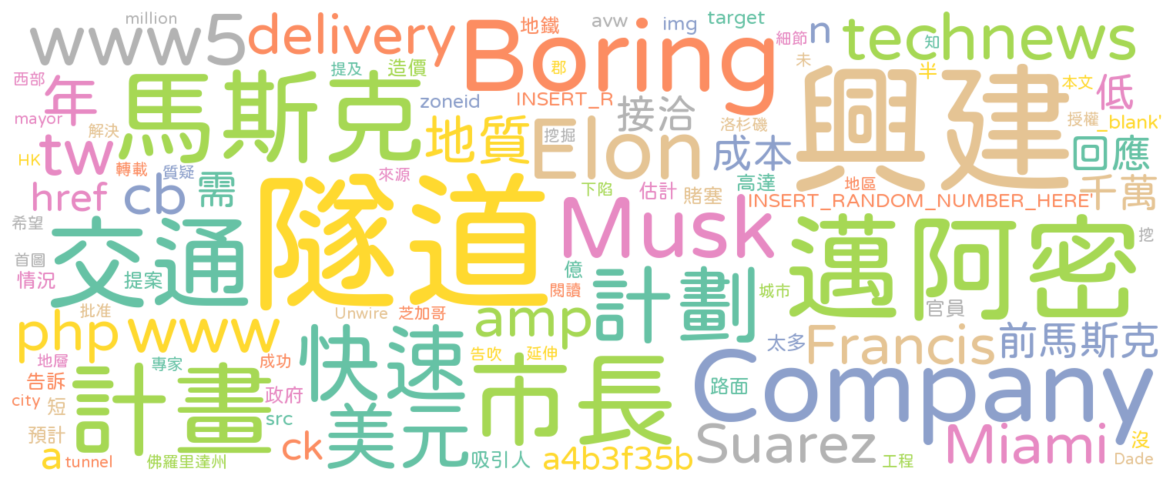 million
avw
img
target
地鐵
細節
知
www5
delivery
Boring
n
technews
未
半
西部
年
馬斯克
提及
造價
郡
本文
低
zoneid
INSERT_R
接洽
興建
授權
_blank'
mayor
解決
地質
挖掘
洛杉磯
HK
tw
轉載
質疑
Elon
成本
回應
href
cb
需
來源
下陷
估計
賭塞
高達
地區
千萬
INSERT_RANDOM_NUMBER_HERE'
希望
交通
隧道
Musk
邁阿密
挖
首圖
情況
提案
億
閱讀
計劃
城市
官員
批准
Unwire
芝加哥
php
www
amp
太多
Francis
前馬斯克
地層
專家
成功
快速
告吹
延伸
市長
Company
告訴
計畫
政府
路面
city
短
src
美元
預計
ck
Suarez
Miami
沒
a
tunnel
佛羅里達州
吸引人
a4b3f35b
工程
Dade